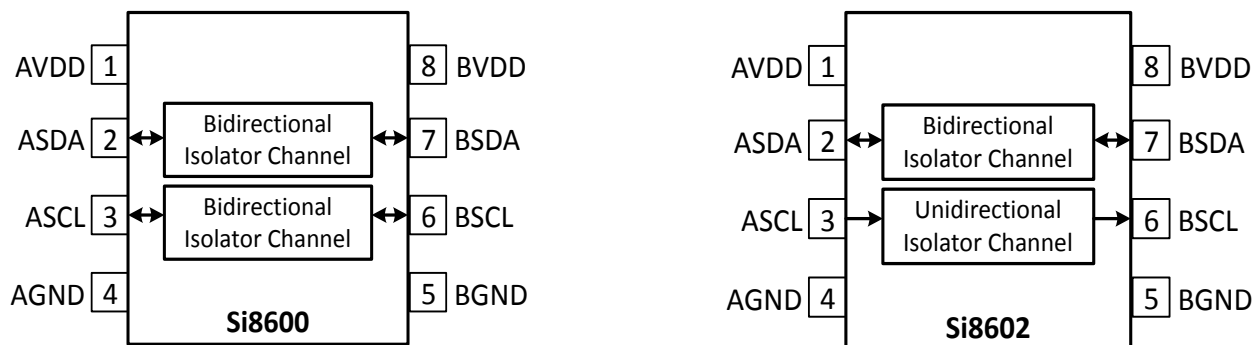 AVDD 1
8 BVDD
ASDA 2
Bidirectional
Isolator Channel
7 BSDA
ASCL 3
Bidirectional
Isolator Channel
6 BSCL
AGND 4
5 BGND
Si8600
AVDD 1
8 BVDD
ASDA 2
Bidirectional
Isolator Channel
7 BSDA
ASCL 3
Unidirectional
Isolator Channel
6 BSCL
AGND 4
5 BGND
Si8602